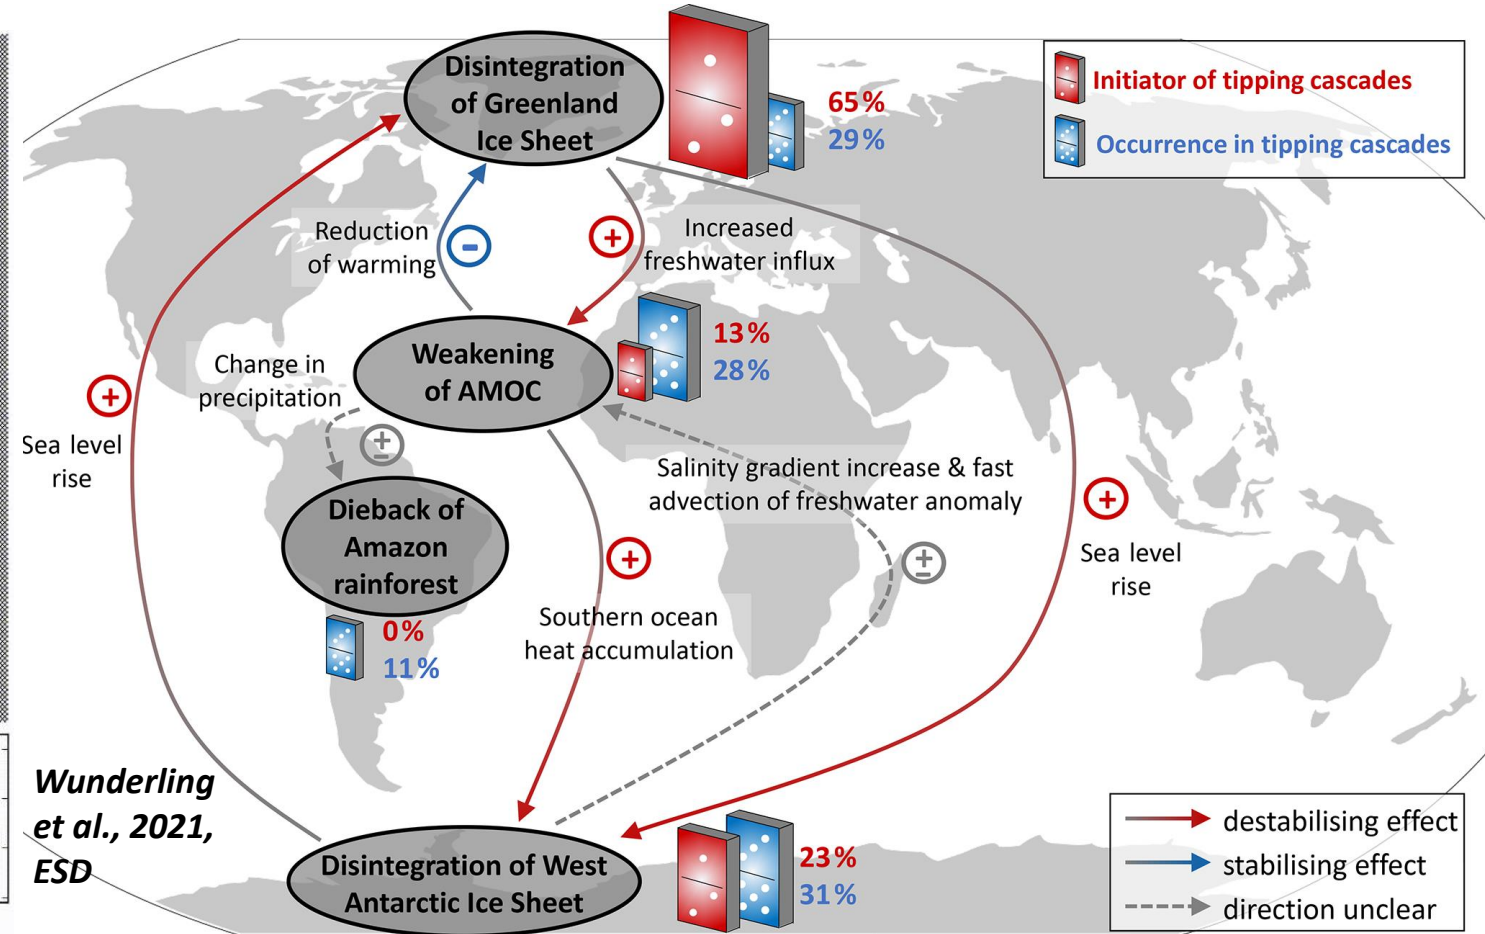 Disintegration
of Greenland
Ice Sheet
65%
29%
Initiator of tipping cascades
Occurrence in tipping cascades
Reduction
of warming
-
+
Increased
freshwater influx
Weakening
of AMOC
13%
28%
Change in
precipitation
±
+
Sea level
rise
Salinity gradient increase & fast
advection of freshwater anomaly
±
+
Sea level
rise
Dieback of
Amazon
rainforest
0%
11%
+
Southern ocean
heat accumulation
Wunderling
et al., 2021,
ESD
Disintegration of West
Antarctic Ice Sheet
23%
31%
destabilising effect
stabilising effect
direction unclear